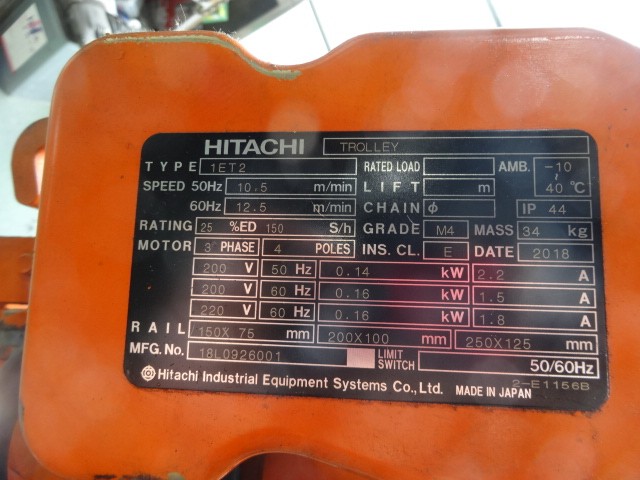 HITACHI TROLLEY
TYPE 1ET2 RATED LOAD AMB. -10
SPEED 50Hz 10.5 m/min LIFT m ~ 40 °C
60Hz 12.5 m/min CHAIN φ IP 44
RATING 25 %ED 150 S/h GRADE M4 MASS 34 kg
MOTOR 3 PHASE 4 POLES INS. CL. E DATE 2018
200 V 50 Hz 0.14 kW 2.2 A
200 V 60 Hz 0.16 kW 1.5 A
220 V 60 Hz 0.16 kW 1.8 A
RAIL 150X 75 mm 200X100 mm 250X125 mm
MFG. No. 18L0926001 LIMIT SWITCH 50/60Hz
2-E1156B
Hitachi Industrial Equipment Systems Co., Ltd. MADE IN JAPAN